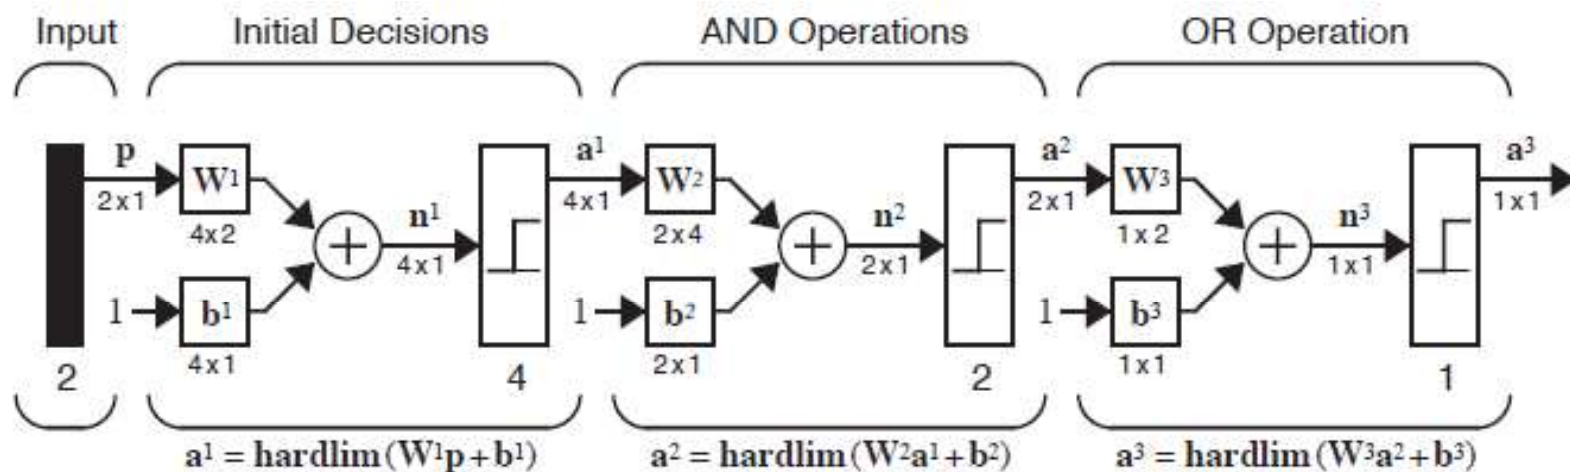 Input Initial Decisions AND Operations OR Operation
p a¹ a² a³
W¹ W² W³
2x1 4x1 2x1 1x1
4x2 n¹ 2x4 n² 1x2 n³
4x1 2x1 1x1
1 b¹ 1 b² 1 b³
4x1 2x1 1x1
2 4 2 1
a¹ = hardlim (W¹p + b¹) a² = hardlim (W²a¹ + b²) a³ = hardlim (W³a² + b³)